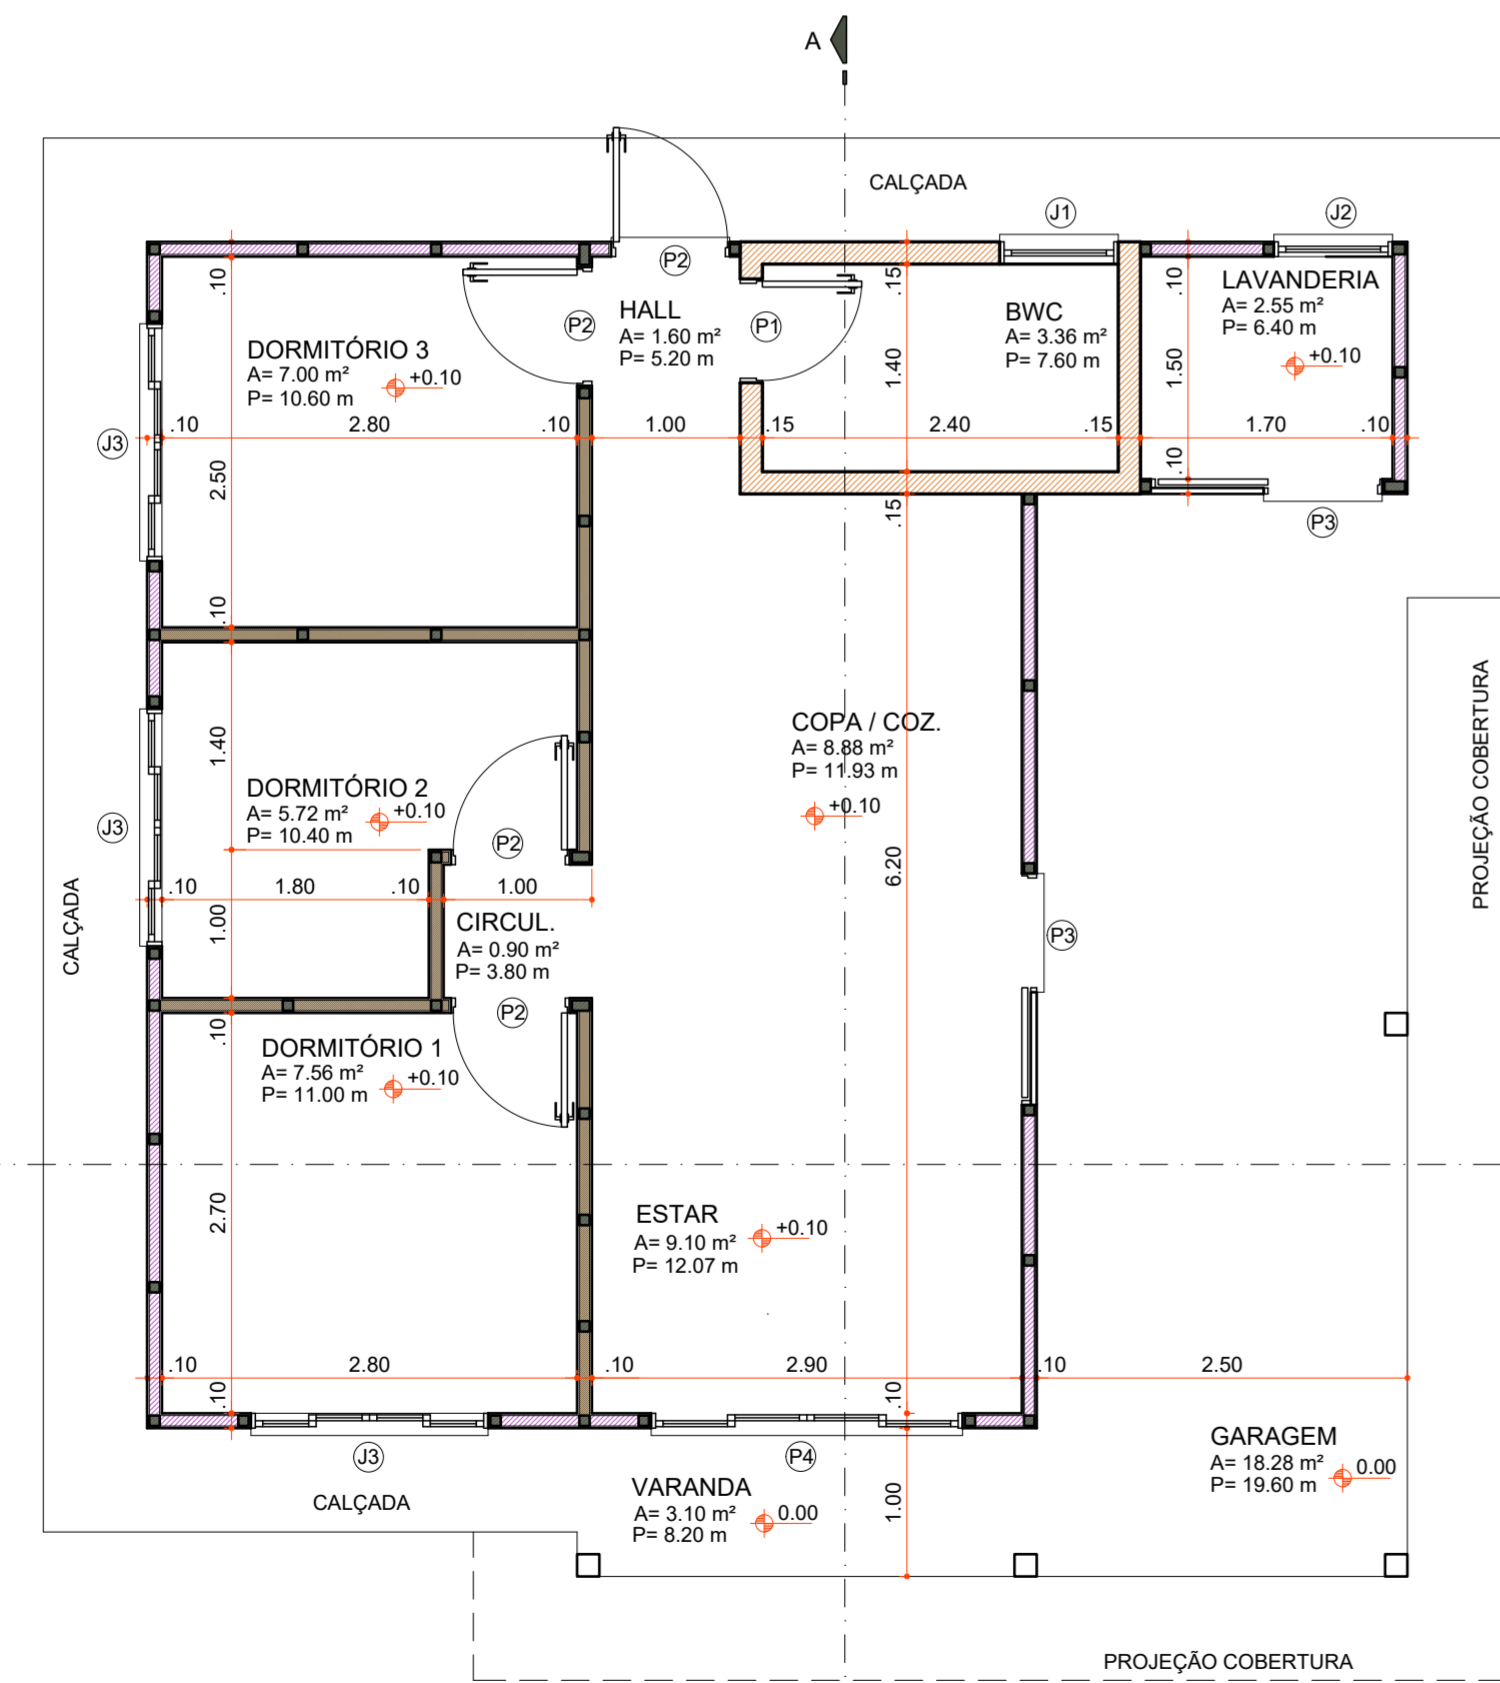 A
CALÇADA
J1
J2
P2
.10
.15
.10
HALL
A= 1.60 m²
P= 5.20 m
P2
P1
BWC
A= 3.36 m²
P= 7.60 m
LAVANDERIA
A= 2.55 m²
P= 6.40 m
+0.10
DORMITÓRIO 3
A= 7.00 m²
P= 10.60 m
+0.10
1.40
1.50
J3
.10
2.80
.10
1.00
.15
2.40
.15
1.70
.10
2.50
.10
.15
P3
.10
PROJEÇÃO COBERTURA
1.40
COPA / COZ.
A= 8.88 m²
P= 11.93 m
+0.10
DORMITÓRIO 2
A= 5.72 m²
P= 10.40 m
+0.10
J3
P2
6.20
.10
1.80
.10
1.00
CALÇADA
1.00
CIRCUL.
A= 0.90 m²
P= 3.80 m
P3
P2
.10
DORMITÓRIO 1
A= 7.56 m²
P= 11.00 m
+0.10
2.70
ESTAR
A= 9.10 m²
P= 12.07 m
+0.10
.10
2.80
.10
2.90
.10
2.50
.10
.10
J3
P4
GARAGEM
A= 18.28 m²
P= 19.60 m
0.00
CALÇADA
VARANDA
A= 3.10 m²
P= 8.20 m
0.00
1.00
PROJEÇÃO COBERTURA